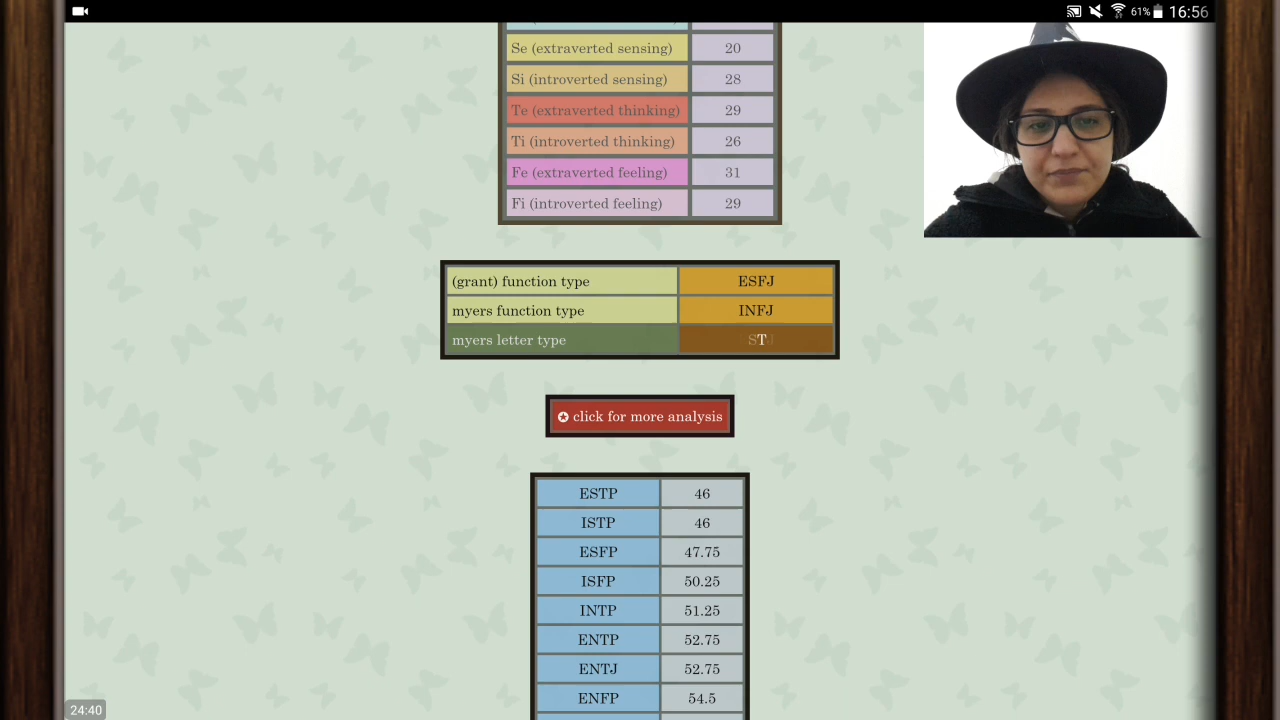 61% 16:56
Se (extraverted sensing) 20
Si (introverted sensing) 28
Te (extraverted thinking) 29
Ti (introverted thinking) 26
Fe (extraverted feeling) 31
Fi (introverted feeling) 29
(grant) function type ESFJ
myers function type INFJ
myers letter type STJ
click for more analysis
ESTP 46
ISTP 46
ESFP 47.75
ISFP 50.25
INTP 51.25
ENTP 52.75
ENTJ 52.75
ENFP 54.5
24:40